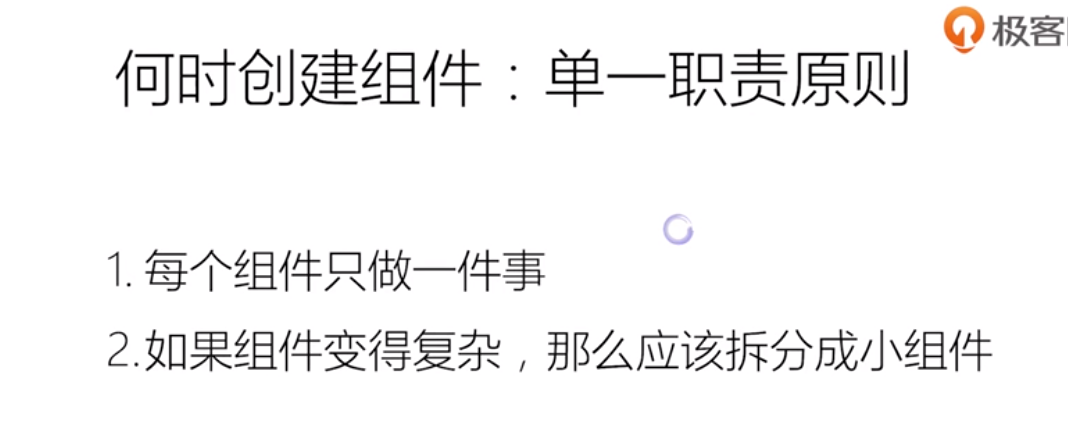 极客
何时创建组件：单一职责原则
1. 每个组件只做一件事
2.如果组件变得复杂，那么应该拆分成小组件